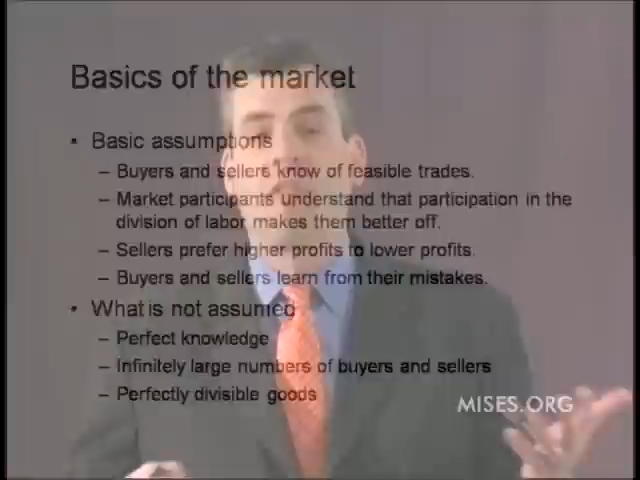 Basics of the market
• Basic assumptions
– Buyers and sellers know of feasible trades.
– Market participants understand that participation in the
division of labor makes them better off.
– Sellers prefer higher profits to lower profits.
– Buyers and sellers learn from their mistakes.
• What is not assumed
– Perfect knowledge
– Infinitely large numbers of buyers and sellers
– Perfectly divisible goods
MISES.ORG